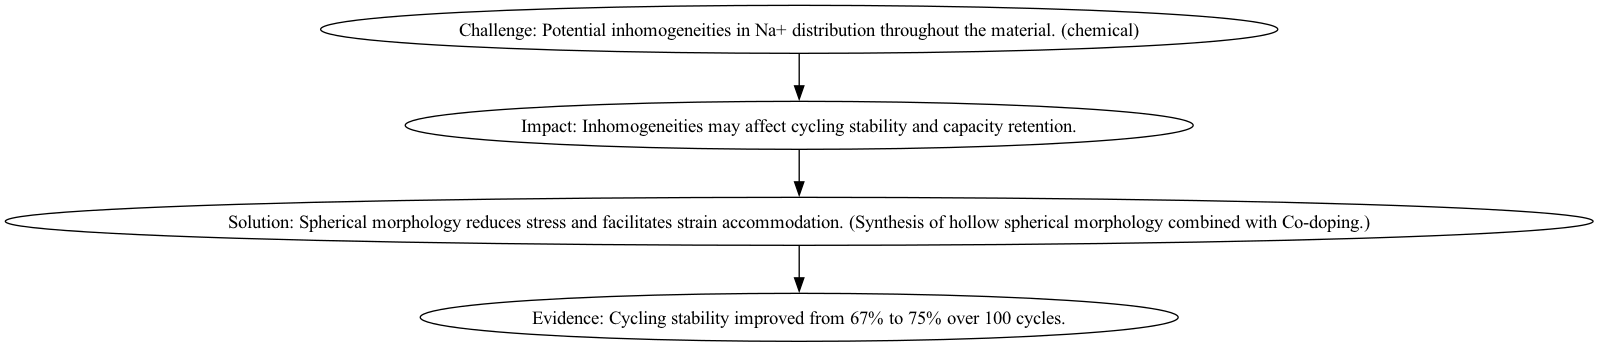 Challenge: Potential inhomogeneities in Na+ distribution throughout the material. (chemical)
Impact: Inhomogeneities may affect cycling stability and capacity retention.
Solution: Spherical morphology reduces stress and facilitates strain accommodation. (Synthesis of hollow spherical morphology combined with Co-doping.)
Evidence: Cycling stability improved from 67% to 75% over 100 cycles.